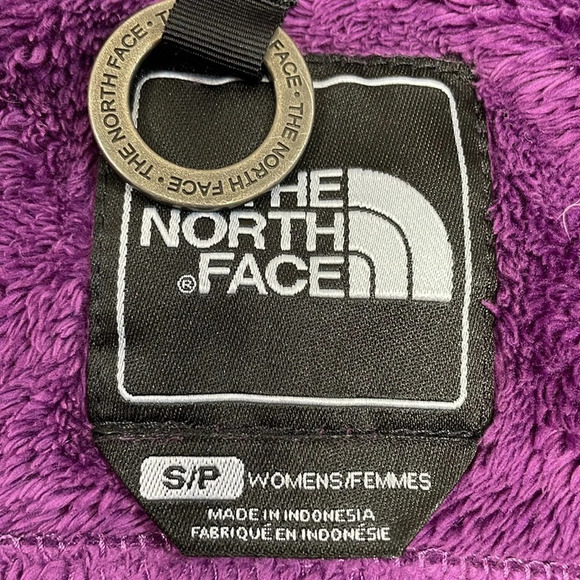 THE NORTH FACE • THE NORTH FACE •
THE
NORTH
®FACE
S/P WOMENS/FEMMES
MADE IN INDONESIA
FABRIQUÉ EN INDONÉSIE